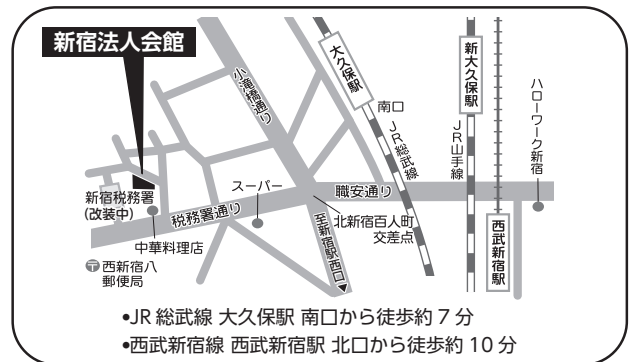 新宿法人会館
小滝橋通り
大久保駅
南口
JR総武線
新大久保駅
JR山手線
ハローワーク新宿
新宿税務署
(改装中)
スーパー
職安通り
税務署通り
中華料理店
〒西新宿八
郵便局
至新宿駅西口
北新宿百人町
交差点
西武新宿駅
•JR 総武線 大久保駅 南口から徒歩約 7 分
•西武新宿線 西武新宿駅 北口から徒歩約 10 分